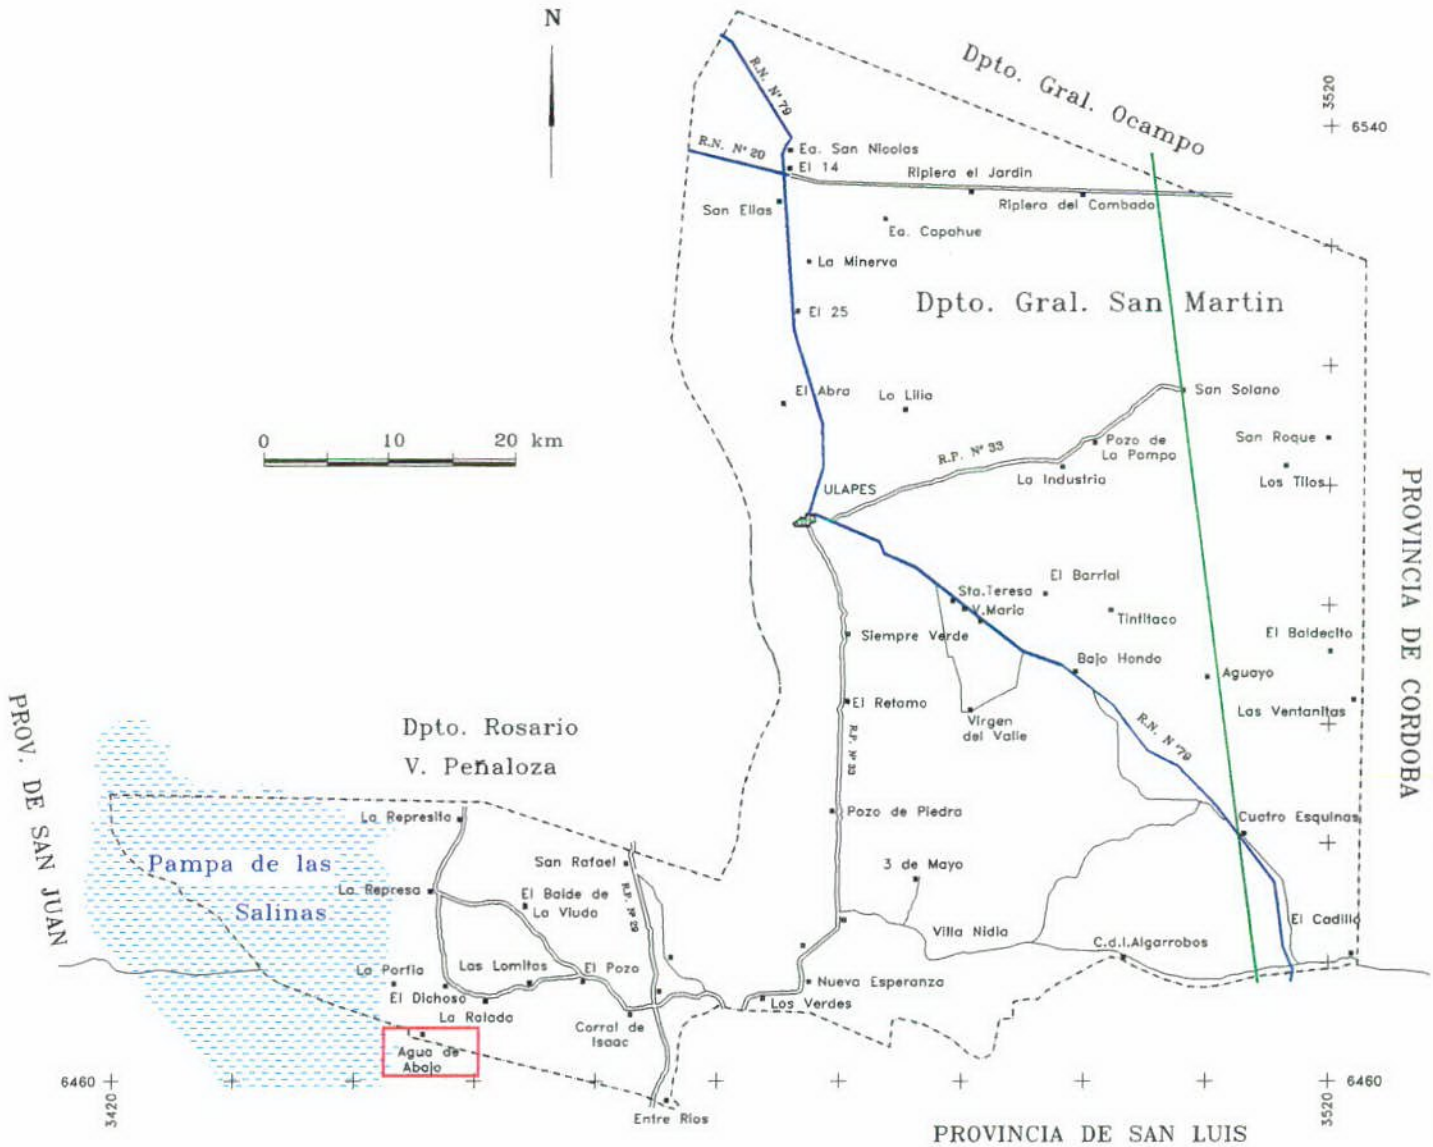 N
Dpto. Gral. Ocampo
3520
6540
R.N. N° 79
R.N. N° 20
Ea. San Nicolas
El 14
Ripiera el Jardin
Ripiera del Combado
San Elias
Ea. Copahue
La Minerva
Dpto. Gral. San Martin
El 25
El Abra
Lo Lilia
San Solano
0 10 20 km
R.P. N° 33
Pozo de
La Pampa
San Roque
La Industria
Los Tilos
ULAPES
PROVINCIA DE CORDOBA
El Barrial
Sta.Teresa
V.Maria
Tintitaco
Siempre Verde
El Baldecito
Bajo Hondo
Aguayo
El Retamo
Virgen
del Valle
Las Ventanitas
R.N. N°79
R.P. N° 33
PROV. DE SAN JUAN
Dpto. Rosario
V. Peñaloza
La Represita
Pozo de Piedra
Cuatro Esquinas
Pampa de las
Salinas
San Rafael
3 de Mayo
La Represa
El Balde de
La Viuda
R.P. N° 29
El Cadillo
Villa Nidia
C.d.l.Algarrobos
La Porfia
Las Lomitas
El Pozo
El Dichoso
Nueva Esperanza
La Ralada
Los Verdes
Corral de
Isaac
Agua de
Abajo
6460
6460
3420
3520
Entre Rios
PROVINCIA DE SAN LUIS